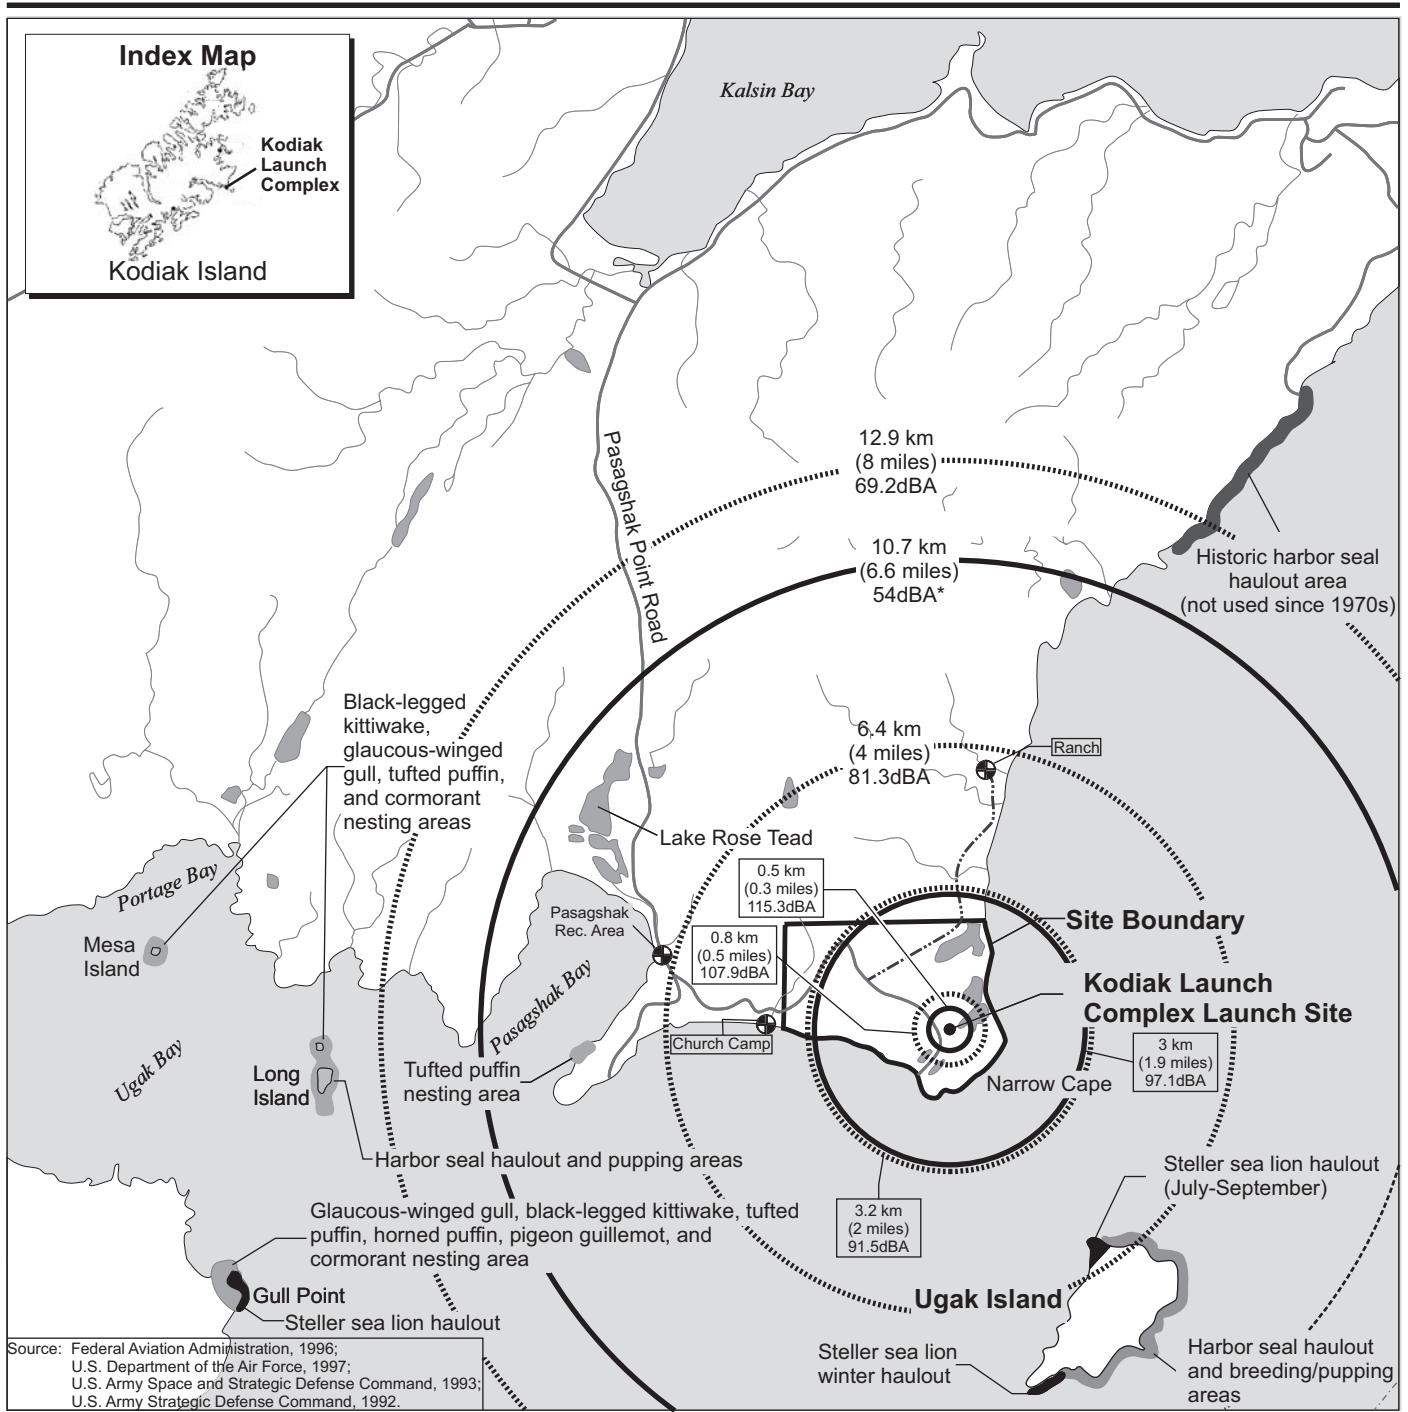 Index Map
Kodiak
Launch
Complex
Kodiak Island
Kalsin Bay
Pasagshak Point Road
12.9 km
(8 miles)
69.2dBA
10.7 km
(6.6 miles)
54dBA*
Historic harbor seal
haulout area
(not used since 1970s)
Black-legged
kittiwake,
glaucous-winged
gull, tufted puffin,
and cormorant
nesting areas
6.4 km
(4 miles)
81.3dBA
Ranch
Lake Rose Tead
0.5 km
(0.3 miles)
115.3dBA
Portage Bay
Pasagshak
Rec. Area
Site Boundary
0.8 km
(0.5 miles)
107.9dBA
Mesa
Island
Pasagshak Bay
Kodiak Launch
Complex Launch Site
Church Camp
3 km
(1.9 miles)
97.1dBA
Ugak Bay
Long
Island
Tufted puffin
nesting area
Narrow Cape
Harbor seal haulout and pupping areas
Steller sea lion haulout
(July-September)
Glaucous-winged gull, black-legged kittiwake, tufted
puffin, horned puffin, pigeon guillemot, and
cormorant nesting area
3.2 km
(2 miles)
91.5dBA
Gull Point
Ugak Island
Steller sea lion haulout
Steller sea lion
winter haulout
Harbor seal haulout
and breeding/pupping
areas
Source: Federal Aviation Administration, 1996;
U.S. Department of the Air Force, 1997;
U.S. Army Space and Strategic Defense Command, 1993;
U.S. Army Strategic Defense Command, 1992.